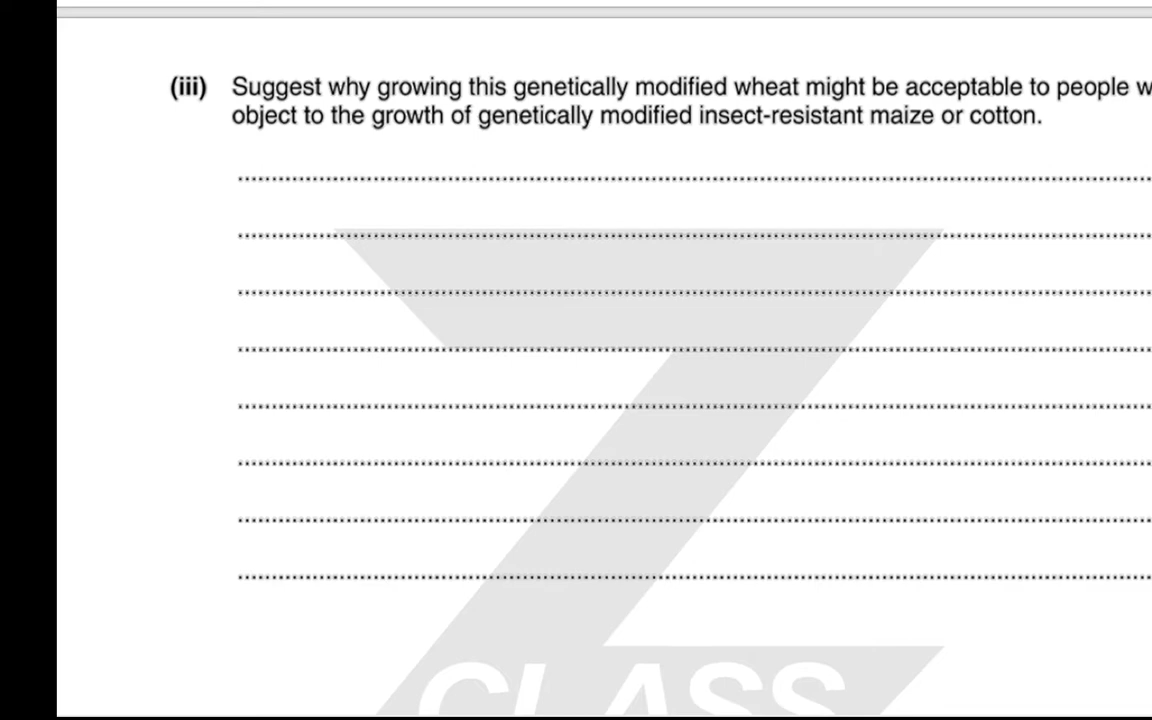 (iii) Suggest why growing this genetically modified wheat might be acceptable to people w
object to the growth of genetically modified insect-resistant maize or cotton.
CLASS